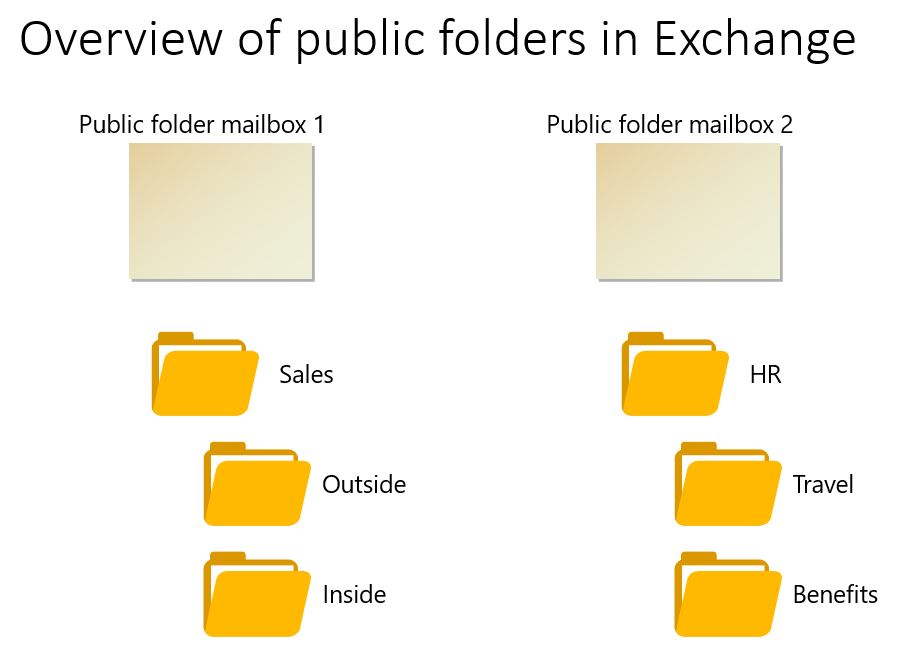 Overview of public folders in Exchange
Public folder mailbox 1
Public folder mailbox 2
Sales
Outside
Inside
HR
Travel
Benefits